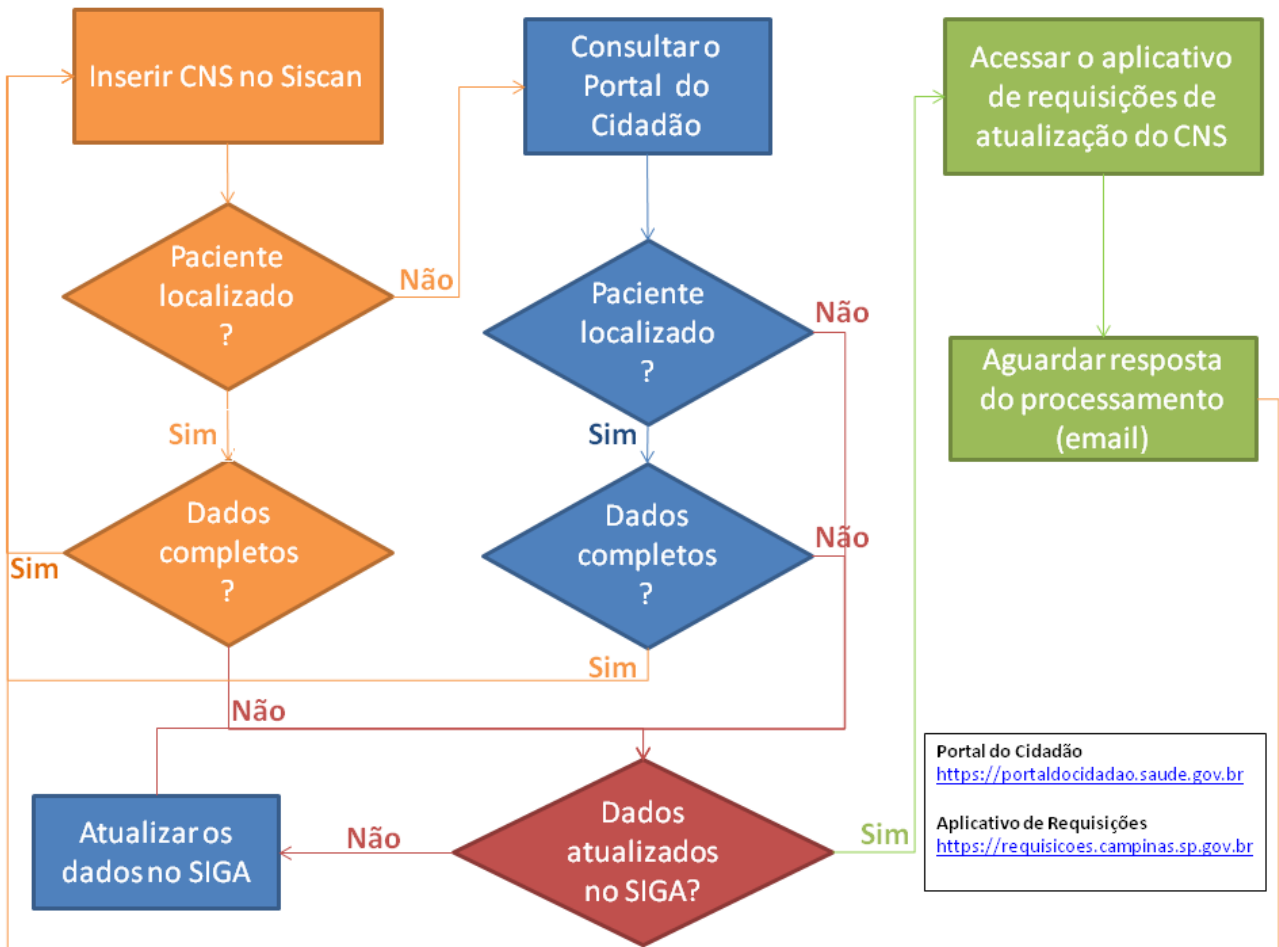 Inserir CNS no Siscan
Consultar o
Portal do
Cidadão
Acessar o aplicativo
de requisições de
atualização do CNS
Paciente
localizado
?
Não
Paciente
localizado
?
Não
Aguardar resposta
do processamento
(email)
Sim
Sim
Dados
completos
?
Sim
Dados
completos
?
Não
Sim
Não
Portal do Cidadão
https://portaldocidadao.saude.gov.br
Aplicativo de Requisições
https://requisicoes.campinas.sp.gov.br
Atualizar os
dados no SIGA
Não
Dados
atualizados
no SIGA?
Sim